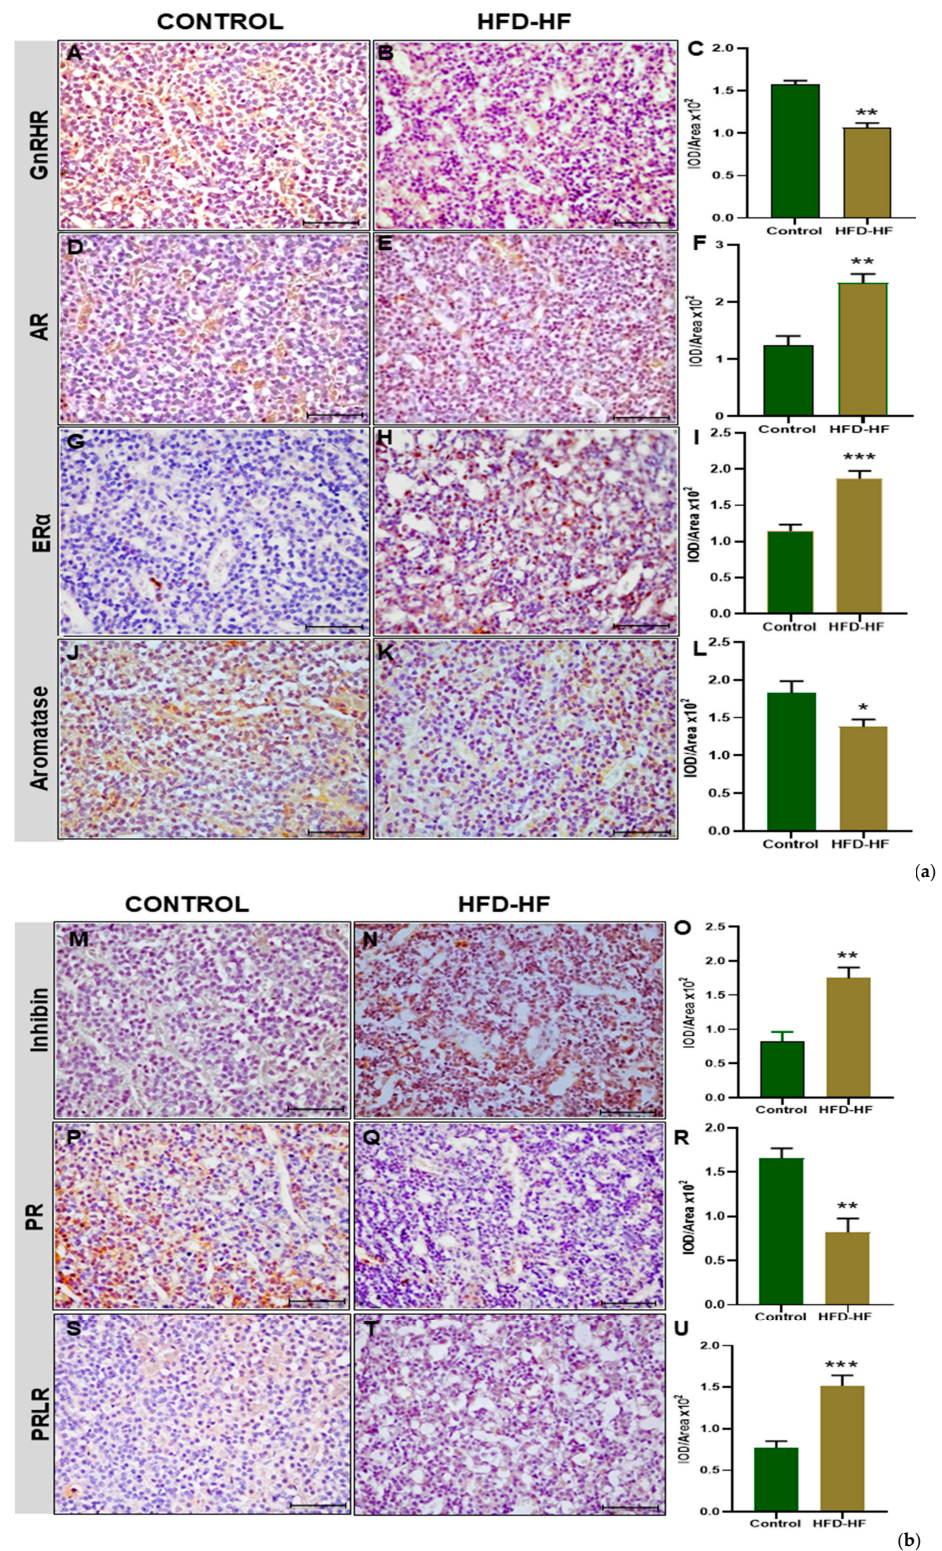 CONTROL HFD-HF
GnRHR
A
B
C
IOD/Area x10²
2.0
1.5
1.0
0.5
0.0
**
Control HFD-HF
AR
D
E
F
IOD/Area x10²
3
2
1
0
**
Control HFD-HF
ERα
G
H
I
IOD/Area x10²
2.5
2.0
1.5
1.0
0.5
0.0
***
Control HFD-HF
Aromatase
J
K
L
IOD/Area x10²
2.5
2.0
1.5
1.0
0.0
*
Control HFD-HF
(a)
CONTROL HFD-HF
Inhibin
M
N
O
IOD/Area x10²
2.5
2.0
1.5
1.0
0.5
0.0
**
Control HFD-HF
PR
P
Q
R
IOD/Area x10²
2.0
1.5
1.0
0.5
0.0
**
Control HFD-HF
PRLR
S
T
U
IOD/Area x10²
2.0
1.5
1.0
0.5
0.0
***
Control HFD-HF
(b)